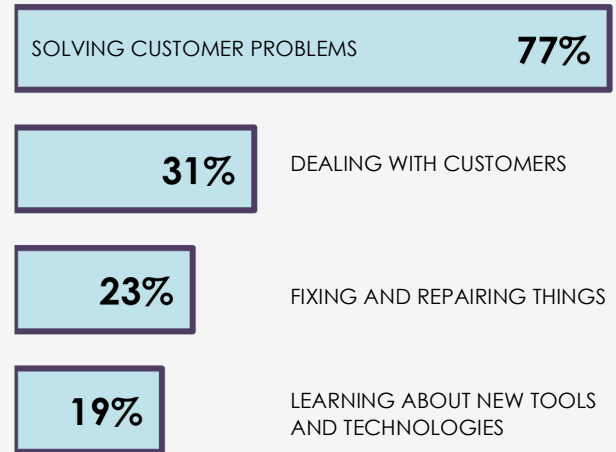 SOLVING CUSTOMER PROBLEMS 77%
31% DEALING WITH CUSTOMERS
23% FIXING AND REPAIRING THINGS
19% LEARNING ABOUT NEW TOOLS
AND TECHNOLOGIES